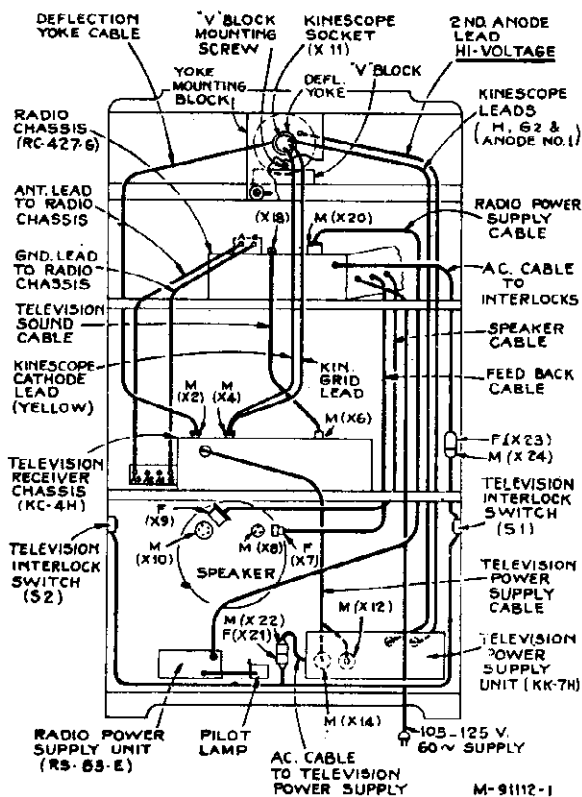 DEFLECTION
YOKE CABLE
"V" BLOCK
MOUNTING
SCREW
KINESCOPE
SOCKET
(X 11)
2ND. ANODE
LEAD
HI-VOLTAGE
YOKE
MOUNTING
BLOCK
DEFL.
YOKE
"V" BLOCK
KINESCOPE
LEADS
(H, G2 &
ANODE NO.1)
RADIO
CHASSIS
(RC-427-G)
ANT. LEAD
TO RADIO
CHASSIS
(X18)
M (X20)
RADIO POWER
SUPPLY
CABLE
A-G
GND. LEAD
TO RADIO
CHASSIS
AC. CABLE
TO
INTERLOCKS
TELEVISION
SOUND
CABLE
SPEAKER
CABLE
KINESCOPE
CATHODE
LEAD
(YELLOW)
KIN.
GRID
LEAD
FEED BACK
CABLE
M
(X2)
M
(X4)
M (X6)
F (X23)
M (X24)
TELEVISION
RECEIVER
CHASSIS
(KC-4H)
TELEVISION
INTERLOCK
SWITCH
(S1)
F
(X9)
M
(X10)
M
(X8)
F
(X7)
SPEAKER
TELEVISION
INTERLOCK
SWITCH
(S2)
TELEVISION
POWER
SUPPLY
CABLE
M (X22)
F (X21)
M (X12)
TELEVISION
POWER
SUPPLY
UNIT (KK-7H)
M (X14)
RADIO POWER
SUPPLY UNIT
(RS-83-E)
PILOT
LAMP
AC. CABLE
TO TELEVISION
POWER SUPPLY
105-125 V.
60~ SUPPLY
M-91112-1